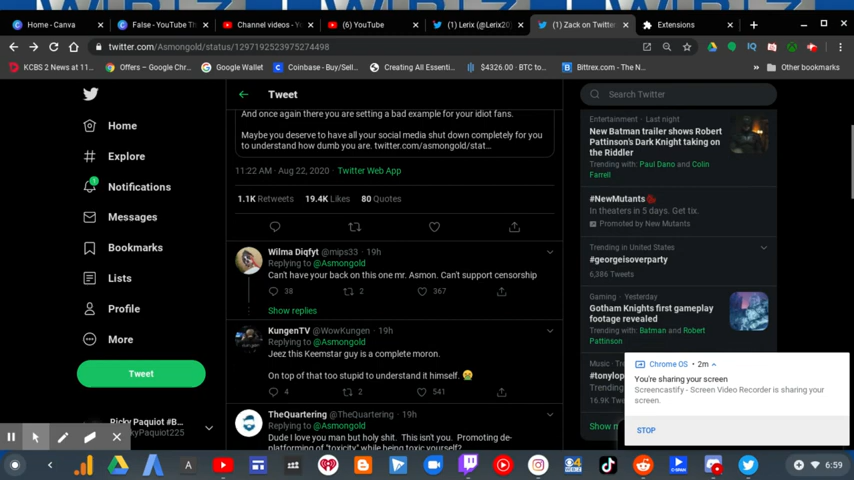 Home - Canva
False - YouTube Th
Channel videos - Y
(6) YouTube
(1) Lerix (@Lerix20
(1) Zack on Twitter
Extensions
twitter.com/Asmongold/status/1297192523975274498
KCBS 2 News at 11...
Offers – Google Chr...
Google Wallet
Coinbase - Buy/Sell...
Creating All Essenti...
$4326.00 - BTC to...
Bittrex.com - The N...
Other bookmarks
Home
Explore
1
Notifications
Messages
Bookmarks
Lists
Profile
More
Tweet
Ricky Paquiot #B...
Paquiot225
Tweet
And once again there you are setting a bad example for your idiot fans.
Maybe you deserve to have all your social media shut down completely for you
to understand how dumb you are. twitter.com/asmongold/stat...
11:22 AM · Aug 22, 2020 · Twitter Web App
1.1K Retweets 19.4K Likes 80 Quotes
Wilma Diqfyt @mips33 · 19h
Replying to @Asmongold
Can't have your back on this one mr. Asmon. Can't support censorship
38 2 367
Show replies
KungenTV @WowKungen · 19h
Replying to @Asmongold
Jeez this Keemstar guy is a complete moron.
On top of that too stupid to understand it himself.
4 2 541
TheQuartering @TheQuartering · 19h
Replying to @Asmongold
Dude I love you man but holy shit. This isn't you. Promoting de-
platforming of "toxicity" while being toxic yourself?
Search Twitter
Entertainment · Last night
New Batman trailer shows Robert
Pattinson's Dark Knight taking on
the Riddler
Trending with: Paul Dano and Colin
Farrell
#NewMutants
In theaters in 5 days. Get tix.
Promoted by New Mutants
Trending in United States
#georgeisoverparty
6,386 Tweets
Gaming · Yesterday
Gotham Knights first gameplay
footage revealed
Trending with: Batman and Robert
Pattinson
Music · Tre
#tonylop
16.9K Twe
Show n
Chrome OS · 2m
You're sharing your screen
Screencastify - Screen Video Recorder is sharing your
screen.
STOP
6:59